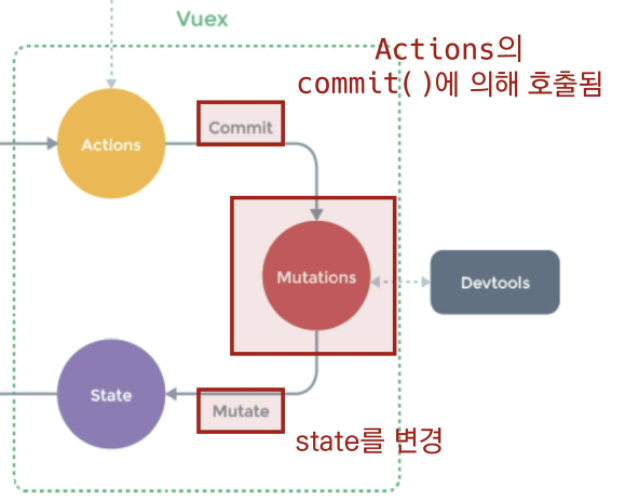 Vuex
Actions의
commit()에 의해 호출됨
Commit
Actions
Mutations
Devtools
State
Mutate
state를 변경